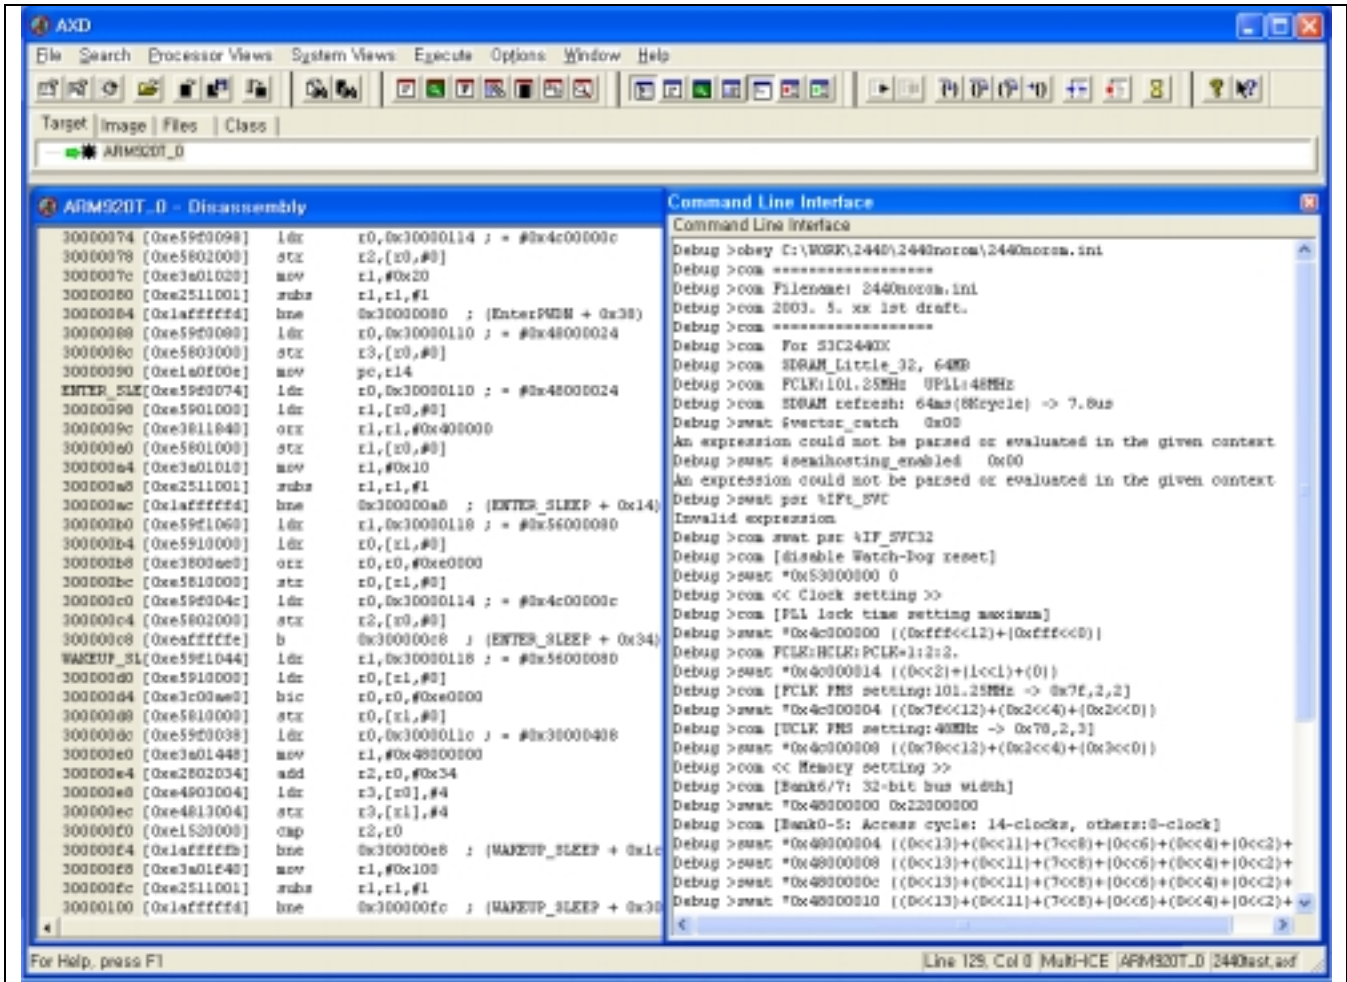 AXD
File Search Processor Views System Views Execute Options Window Help
Target Image Files Class
ARM920T_0
ARM920T_0 - Disassembly
30000074 [0xe59f0098] ldr r0,0x30000114 ; = #0x4c00000c
30000078 [0xe5802000] str r2,[r0,#0]
3000007c [0xe3a01020] mov r1,#0x20
30000080 [0xe2511001] subs r1,r1,#1
30000084 [0x1afffffd] bne 0x30000080 ; (EnterPWDN + 0x38)
30000088 [0xe59f0080] ldr r0,0x30000110 ; = #0x48000024
3000008c [0xe5803000] str r3,[r0,#0]
30000090 [0xe1a0f00e] mov pc,r14
ENTER_SLE[0xe59f0074] ldr r0,0x30000110 ; = #0x48000024
30000098 [0xe5901000] ldr r1,[r0,#0]
3000009c [0xe3811840] orr r1,r1,#0x400000
300000a0 [0xe5801000] str r1,[r0,#0]
300000a4 [0xe3a01010] mov r1,#0x10
300000a8 [0xe2511001] subs r1,r1,#1
300000ac [0x1afffffd] bne 0x300000a8 ; (ENTER_SLEEP + 0x14)
300000b0 [0xe59f1060] ldr r1,0x30000118 ; = #0x56000080
300000b4 [0xe5910000] ldr r0,[r1,#0]
300000b8 [0xe3800ae0] orr r0,r0,#0xe0000
300000bc [0xe5810000] str r0,[r1,#0]
300000c0 [0xe59f004c] ldr r0,0x30000114 ; = #0x4c00000c
300000c4 [0xe5802000] str r2,[r0,#0]
300000c8 [0xeafffffe] b 0x300000c8 ; (ENTER_SLEEP + 0x34)
WAKEUP_SL[0xe59f1044] ldr r1,0x30000118 ; = #0x56000080
300000d0 [0xe5910000] ldr r0,[r1,#0]
300000d4 [0xe3c00ae0] bic r0,r0,#0xe0000
300000d8 [0xe5810000] str r0,[r1,#0]
300000dc [0xe59f0038] ldr r0,0x3000011c ; = #0x30000408
300000e0 [0xe3a01448] mov r1,#0x48000000
300000e4 [0xe2802034] add r2,r0,#0x34
300000e8 [0xe4903004] ldr r3,[r0],#4
300000ec [0xe4813004] str r3,[r1],#4
300000f0 [0xe1520000] cmp r2,r0
300000f4 [0x1afffffb] bne 0x300000e8 ; (WAKEUP_SLEEP + 0x1c
300000f8 [0xe3a01f40] mov r1,#0x100
300000fc [0xe2511001] subs r1,r1,#1
30000100 [0x1afffffd] bne 0x300000fc ; (WAKEUP_SLEEP + 0x30
Command Line Interface
Command Line Interface
Debug >obey C:\WORK\2440\2440norom\2440norom.ini
Debug >com ==================
Debug >com Filename: 2440norom.ini
Debug >com 2003. 5. xx 1st draft.
Debug >com ==================
Debug >com For S3C2440X
Debug >com SDRAM_Little_32, 64MB
Debug >com FCLK:101.25MHz UPLL:48MHz
Debug >com SDRAM refresh: 64ms(8Kcycle) -> 7.8us
Debug >swat $vector_catch 0x00
An expression could not be parsed or evaluated in the given context
Debug >swat $semihosting_enabled 0x00
An expression could not be parsed or evaluated in the given context
Debug >swat psr %IFt_SVC
Invalid expression
Debug >com swat psr %IF_SVC32
Debug >com [disable Watch-Dog reset]
Debug >swat *0x53000000 0
Debug >com << Clock setting >>
Debug >com [PLL lock time setting maximum]
Debug >swat *0x4c000000 ((0xfff<<12)+(0xfff<<0))
Debug >com FCLK:HCLK:PCLK=1:2:2.
Debug >swat *0x4c000014 ((0<<2)+(1<<1)+(0))
Debug >com [FCLK PMS setting:101.25MHz -> 0x7f,2,2]
Debug >swat *0x4c000004 ((0x7f<<12)+(0x2<<4)+(0x2<<0))
Debug >com [UCLK PMS setting:48MHz -> 0x78,2,3]
Debug >swat *0x4c000008 ((0x78<<12)+(0x2<<4)+(0x3<<0))
Debug >com << Memory setting >>
Debug >com [Bank6/7: 32-bit bus width]
Debug >swat *0x48000000 0x22000000
Debug >com [Bank0-5: Access cycle: 14-clocks, others:0-clock]
Debug >swat *0x48000004 ((0<<13)+(0<<11)+(7<<8)+(0<<6)+(0<<4)+(0<<2)+
Debug >swat *0x48000008 ((0<<13)+(0<<11)+(7<<8)+(0<<6)+(0<<4)+(0<<2)+
Debug >swat *0x4800000c ((0<<13)+(0<<11)+(7<<8)+(0<<6)+(0<<4)+(0<<2)+
Debug >swat *0x48000010 ((0<<13)+(0<<11)+(7<<8)+(0<<6)+(0<<4)+(0<<2)+
For Help, press F1
Line 129, Col 0 Multi-ICE ARM920T_0 2440test.axf